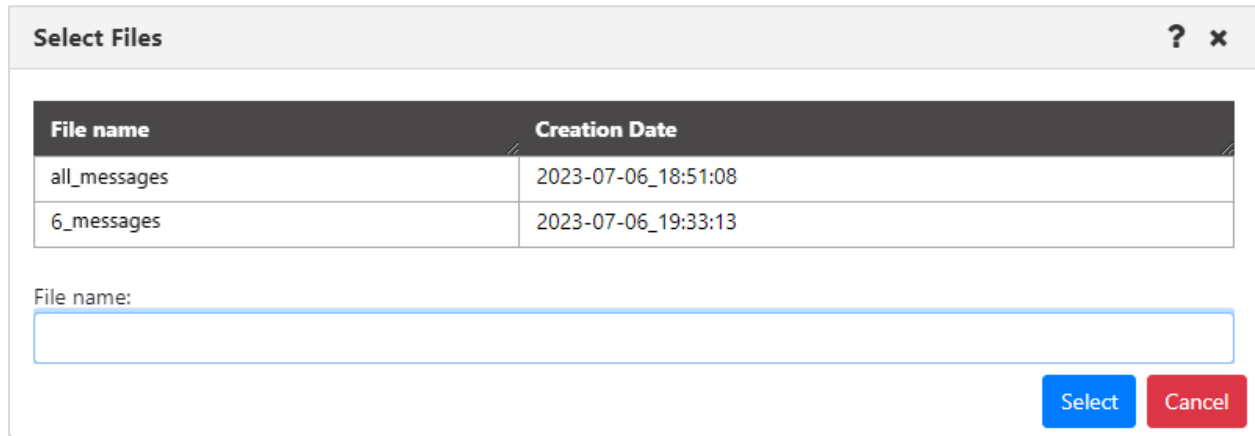 Select Files ? ×
File name Creation Date
all_messages 2023-07-06_18:51:08
6_messages 2023-07-06_19:33:13
File name:
Select Cancel